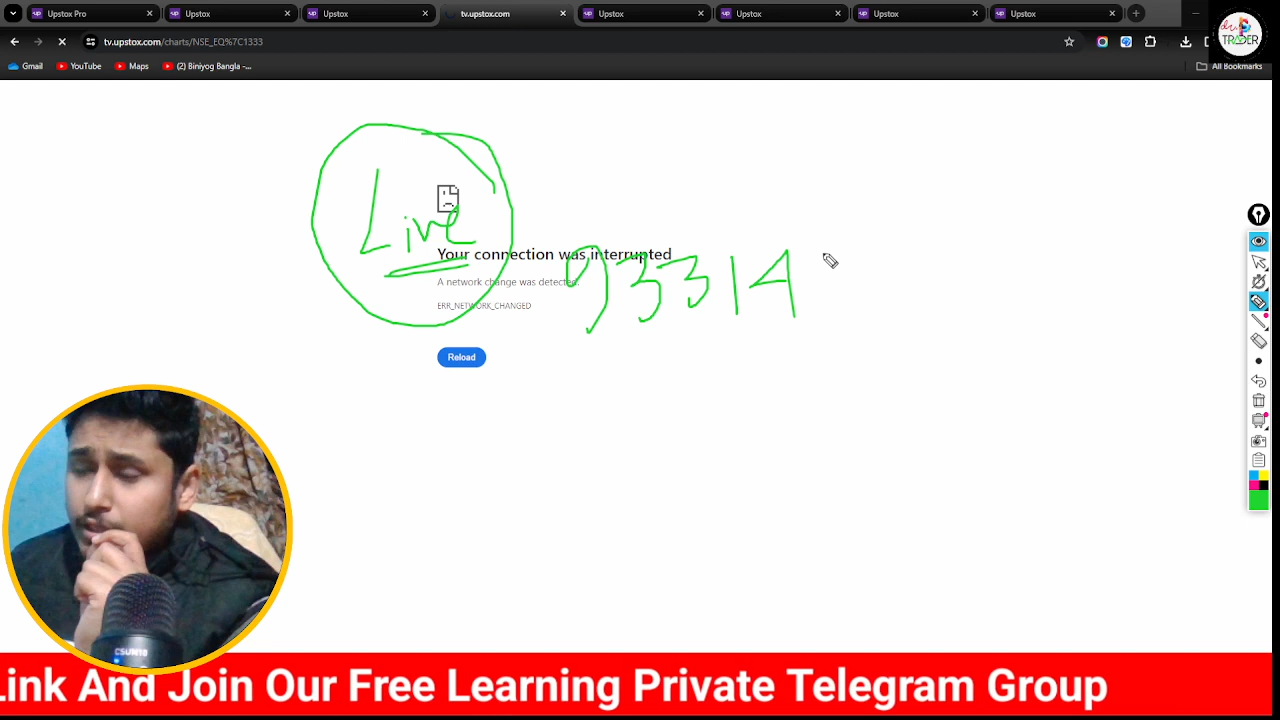 Upstox Pro
Upstox
Upstox
tv.upstox.com
Upstox
Upstox
Upstox
Upstox
tv.upstox.com/charts/NSE_EQ%7C1333
Gmail
YouTube
Maps
(2) Biniyog Bangla -...
All Bookmarks
TRADER
Live
Your connection was interrupted
A network change was detected.
ERR_NETWORK_CHANGED
93314
Reload
Link And Join Our Free Learning Private Telegram Group